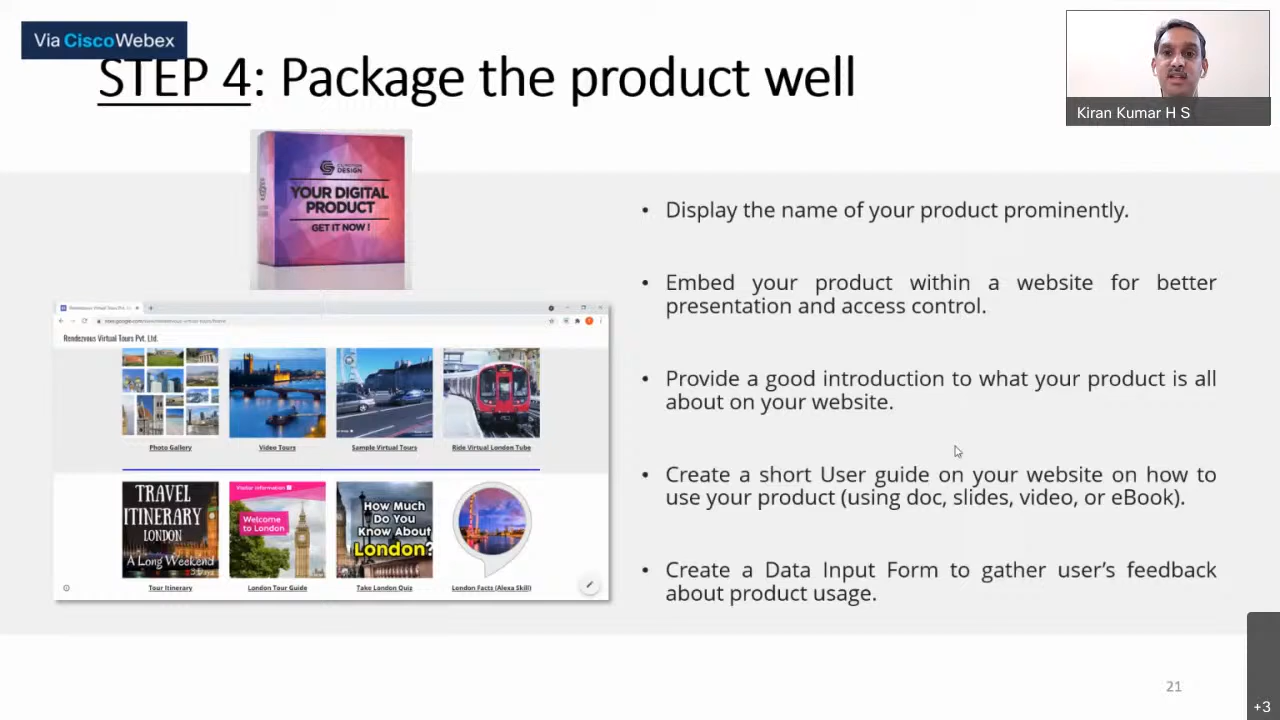 Via CiscoWebex
STEP 4: Package the product well
Kiran Kumar H S
DESIGN
YOUR DIGITAL
PRODUCT
GET IT NOW !
• Display the name of your product prominently.
• Embed your product within a website for better
presentation and access control.
• Provide a good introduction to what your product is all
about on your website.
• Create a short User guide on your website on how to
use your product (using doc, slides, video, or eBook).
• Create a Data Input Form to gather user's feedback
about product usage.
Rendezvous Virtual Tours Pvt. Ltd.
Photo Gallery
Video Tours
Sample Virtual Tours
Ride Virtual London Tube
TRAVEL
ITINERARY
LONDON
A Long Weekend
Visitor information
Welcome
to London
How Much
Do You
Know About
London?
Tour Itinerary
London Tour Guide
Take London Quiz
London Facts (Alexa Skill)
21
+3